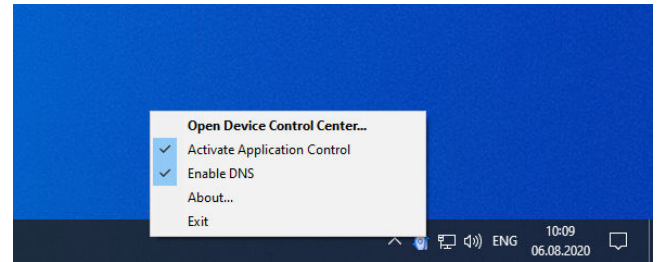 Open Device Control Center...
Activate Application Control
Enable DNS
About...
Exit
ENG
10:09
06.08.2020